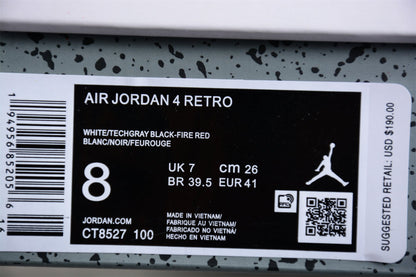 AIR JORDAN 4 RETRO
WHITE/TECHGRAY BLACK-FIRE RED
BLANC/NOIR/FEUROUGE
8
UK 7 cm 26
BR 39.5 EUR 41
JORDAN.COM
CT8527 100
MADE IN VIETNAM/
FABRIQUE AU VIETNAM/
FABRICADO NO VIETNÃ/
HECHO EN VIETNAM
SUGGESTED RETAIL: USD $190.00